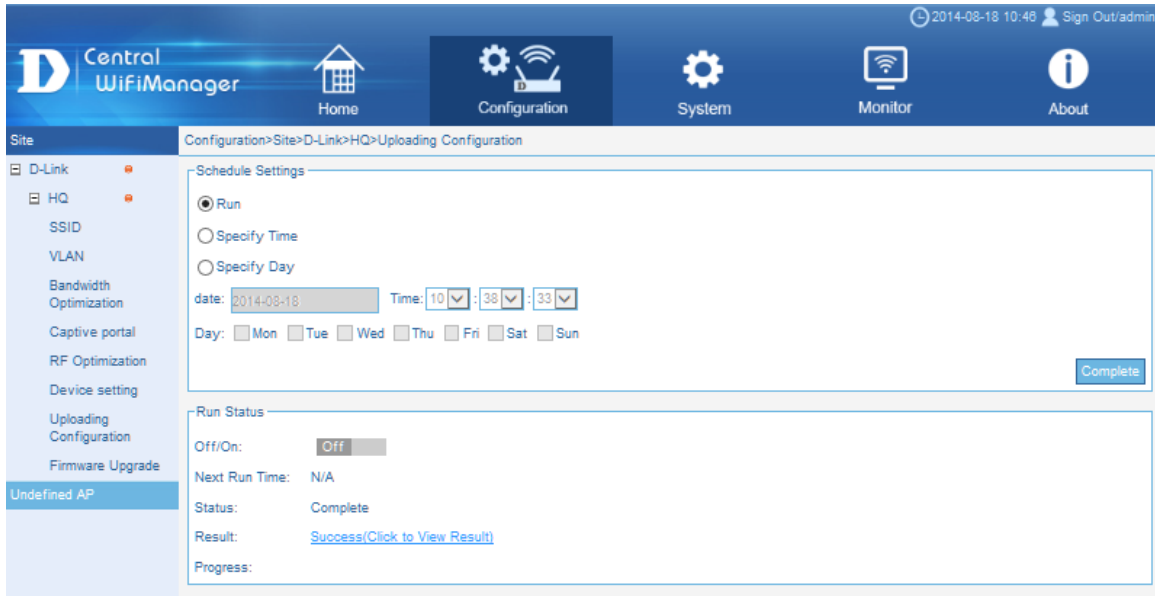 2014-08-18 10:46 Sign Out/admin
D Central
WiFiManager
Home
D
Configuration
System
Monitor
About
Site
Configuration>Site>D-Link>HQ>Uploading Configuration
D-Link
HQ
SSID
VLAN
Bandwidth
Optimization
Captive portal
RF Optimization
Device setting
Uploading
Configuration
Firmware Upgrade
Undefined AP
Schedule Settings
Run
Specify Time
Specify Day
date: 2014-08-18 Time: 10 : 38 : 33
Day: Mon Tue Wed Thu Fri Sat Sun
Complete
Run Status
Off/On: Off
Next Run Time: N/A
Status: Complete
Result: Success(Click to View Result)
Progress: